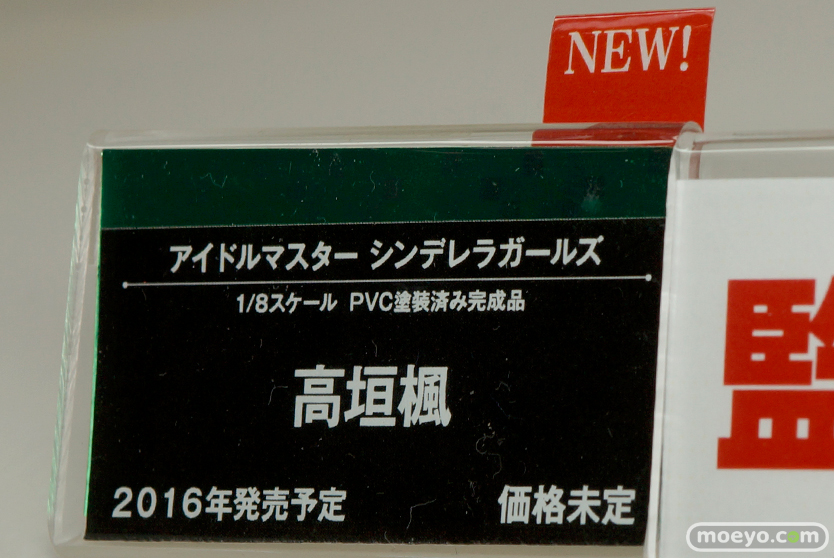 NEW!
アイドルマスター シンデレラガールズ
1/8スケール PVC塗装済み完成品
高垣楓
2016年発売予定 価格未定
moeyo.com